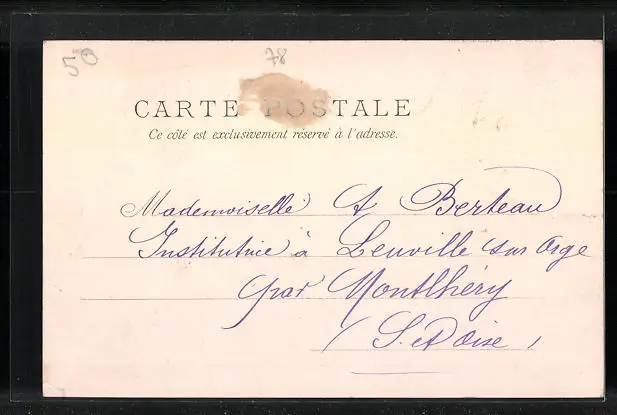 50
78
CARTE POSTALE
Ce côté est exclusivement réservé à l'adresse.
Mademoiselle A Berteau
Institutrice à Leuville sur Orge
par Montlhéry
(S. et Oise)